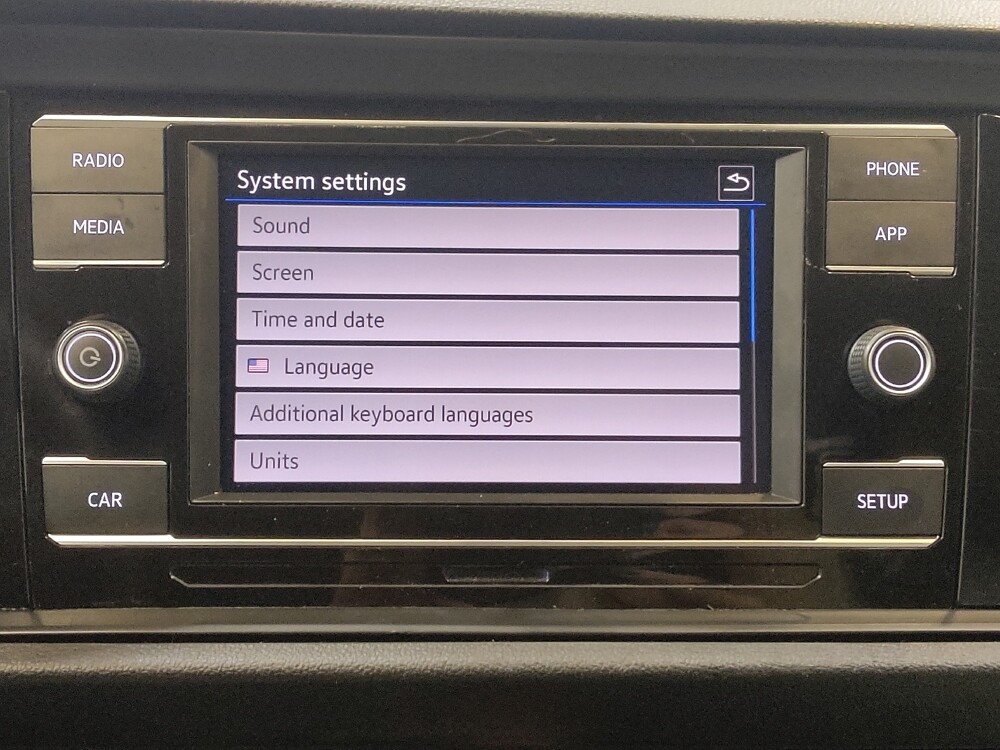 RADIO
MEDIA
System settings
Sound
Screen
Time and date
Language
Additional keyboard languages
Units
PHONE
APP
CAR
SETUP